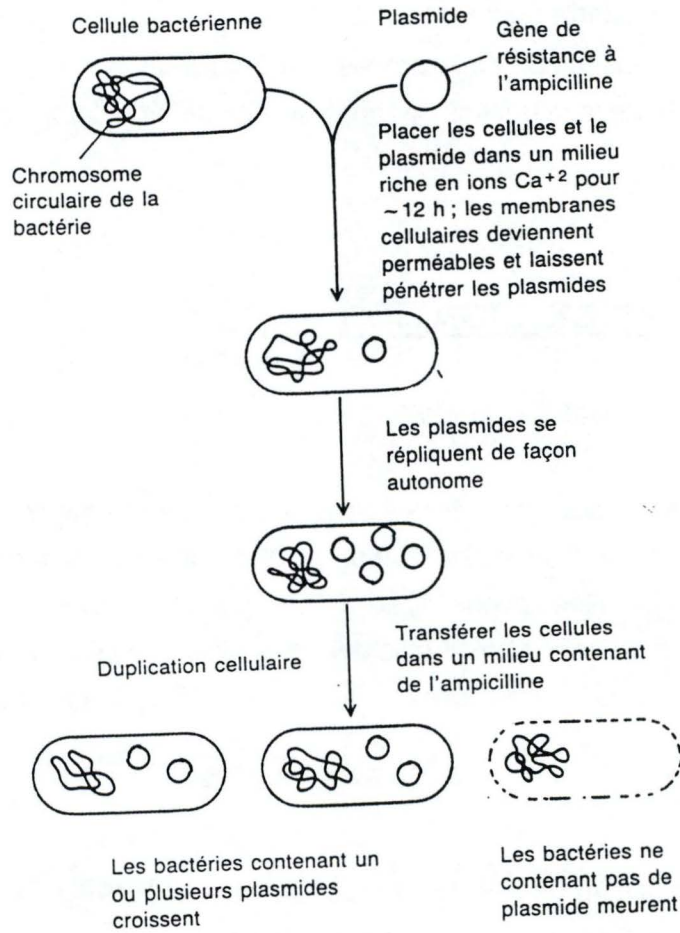 Cellule bactérienne
Plasmide
Gène de
résistance à
l'ampicilline
Chromosome
circulaire de la
bactérie
Placer les cellules et le
plasmide dans un milieu
riche en ions Ca+2 pour
~12 h ; les membranes
cellulaires deviennent
perméables et laissent
pénétrer les plasmides
Les plasmides se
répliquent de façon
autonome
Duplication cellulaire
Transférer les cellules
dans un milieu contenant
de l'ampicilline
Les bactéries contenant un
ou plusieurs plasmides
croissent
Les bactéries ne
contenant pas de
plasmide meurent